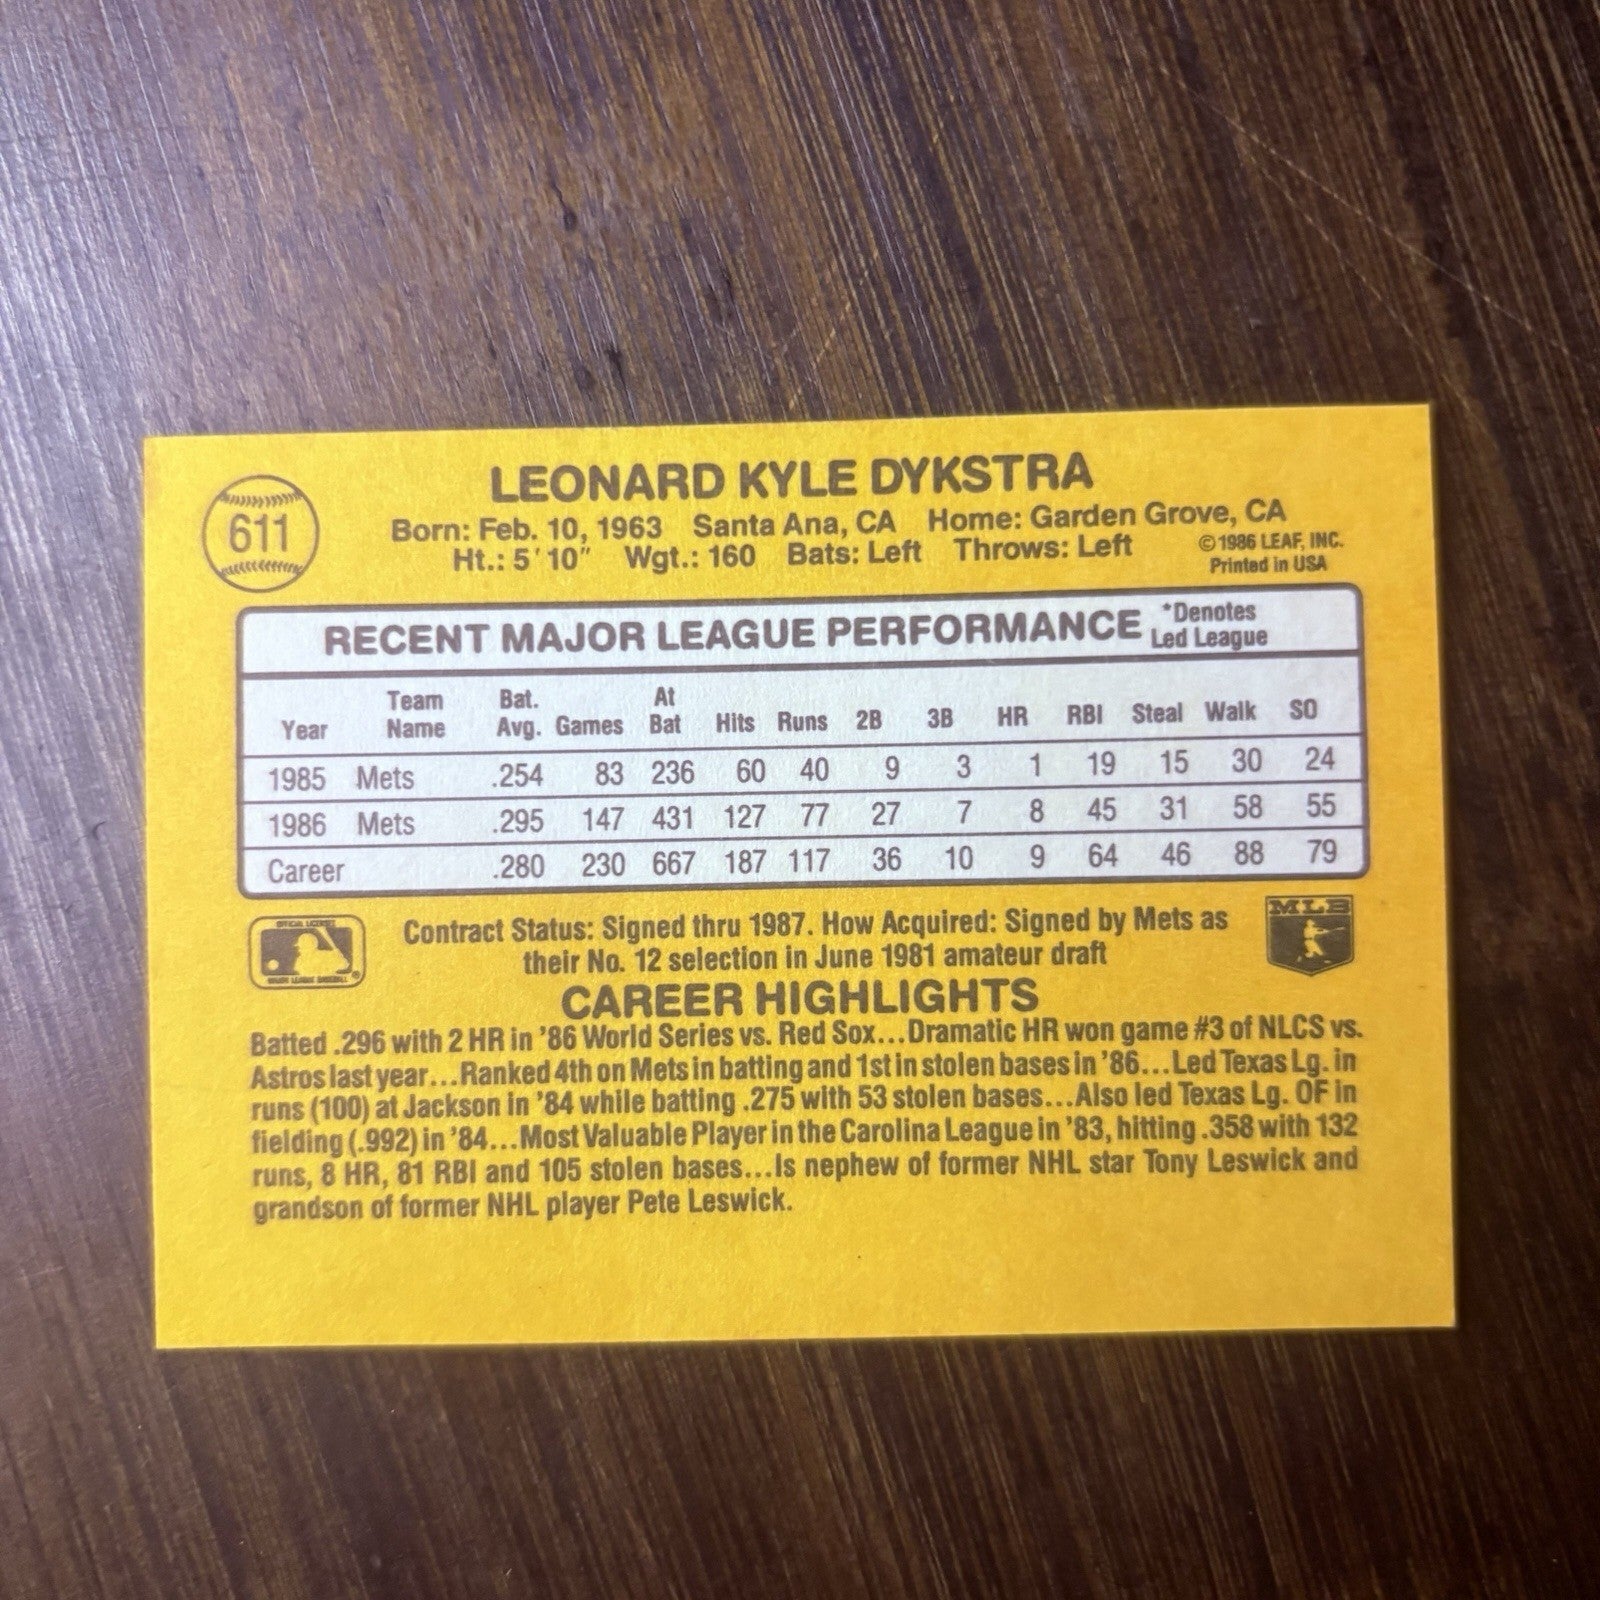 611
LEONARD KYLE DYKSTRA
Born: Feb. 10, 1963 Santa Ana, CA Home: Garden Grove, CA
Ht.: 5'10" Wgt.: 160 Bats: Left Throws: Left
©1986 LEAF, INC.
Printed in USA
RECENT MAJOR LEAGUE PERFORMANCE
*Denotes
Led League
Year Team Name Bat. Avg. Games At Bat Hits Runs 2B 3B HR RBI Steal Walk SO
1985 Mets .254 83 236 60 40 9 3 1 19 15 30 24
1986 Mets .295 147 431 127 77 27 7 8 45 31 58 55
Career .280 230 667 187 117 36 10 9 64 46 88 79
Contract Status: Signed thru 1987. How Acquired: Signed by Mets as
their No. 12 selection in June 1981 amateur draft
MLB
CAREER HIGHLIGHTS
Batted .296 with 2 HR in '86 World Series vs. Red Sox...Dramatic HR won game #3 of NLCS vs.
Astros last year...Ranked 4th on Mets in batting and 1st in stolen bases in '86...Led Texas Lg. in
runs (100) at Jackson in '84 while batting .275 with 53 stolen bases...Also led Texas Lg. OF in
fielding (.992) in '84...Most Valuable Player in the Carolina League in '83, hitting .358 with 132
runs, 8 HR, 81 RBI and 105 stolen bases...Is nephew of former NHL star Tony Leswick and
grandson of former NHL player Pete Leswick.